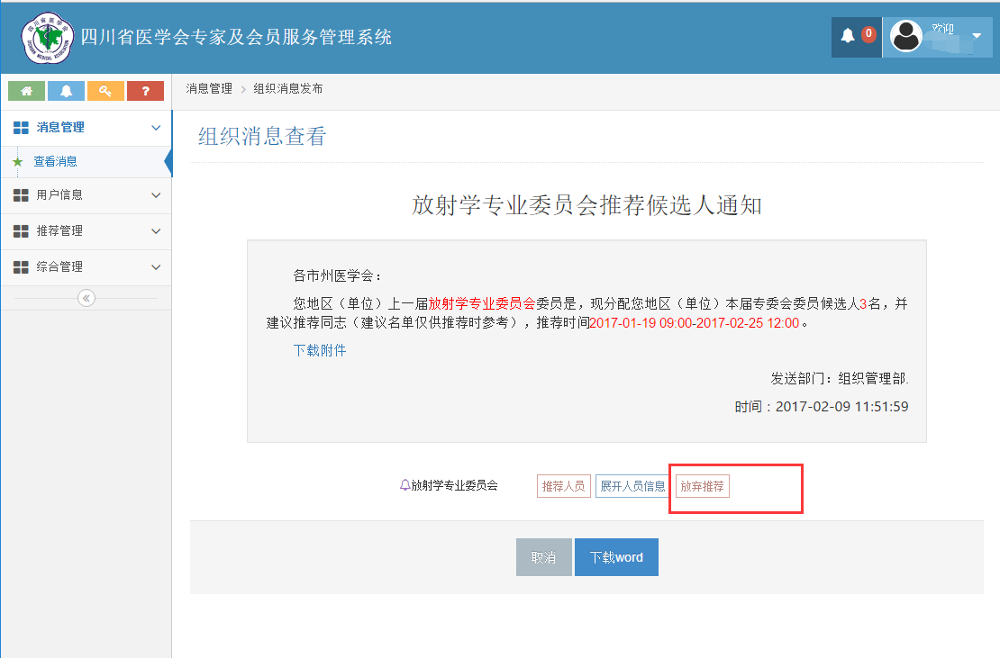 四川省医学会专家及会员服务管理系统
0
欢迎
?
消息管理 > 组织消息发布
消息管理
查看消息
用户信息
推荐管理
综合管理
组织消息查看
放射学专业委员会推荐候选人通知
各市州医学会：
您地区（单位）上一届放射学专业委员会委员是，现分配您地区（单位）本届专委会委员候选人3名，并
建议推荐同志（建议名单仅供推荐时参考），推荐时间2017-01-19 09:00-2017-02-25 12:00。
下载附件
发送部门：组织管理部.
时间：2017-02-09 11:51:59
放射学专业委员会
推荐人员
展开人员信息
放弃推荐
取消
下载word